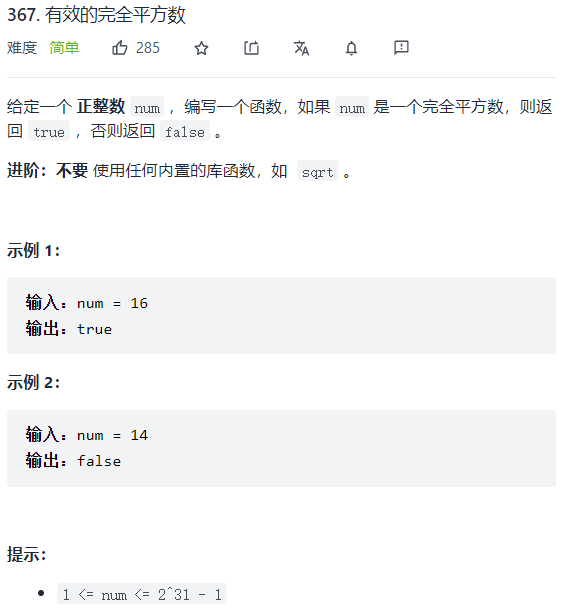 367. 有效的完全平方数
难度 简单 285
给定一个 正整数 num ，编写一个函数，如果 num 是一个完全平方数，则返
回 true ，否则返回 false 。
进阶：不要 使用任何内置的库函数，如 sqrt 。
示例 1：
输入：num = 16
输出：true
示例 2：
输入：num = 14
输出：false
提示：
1 <= num <= 2^31 - 1